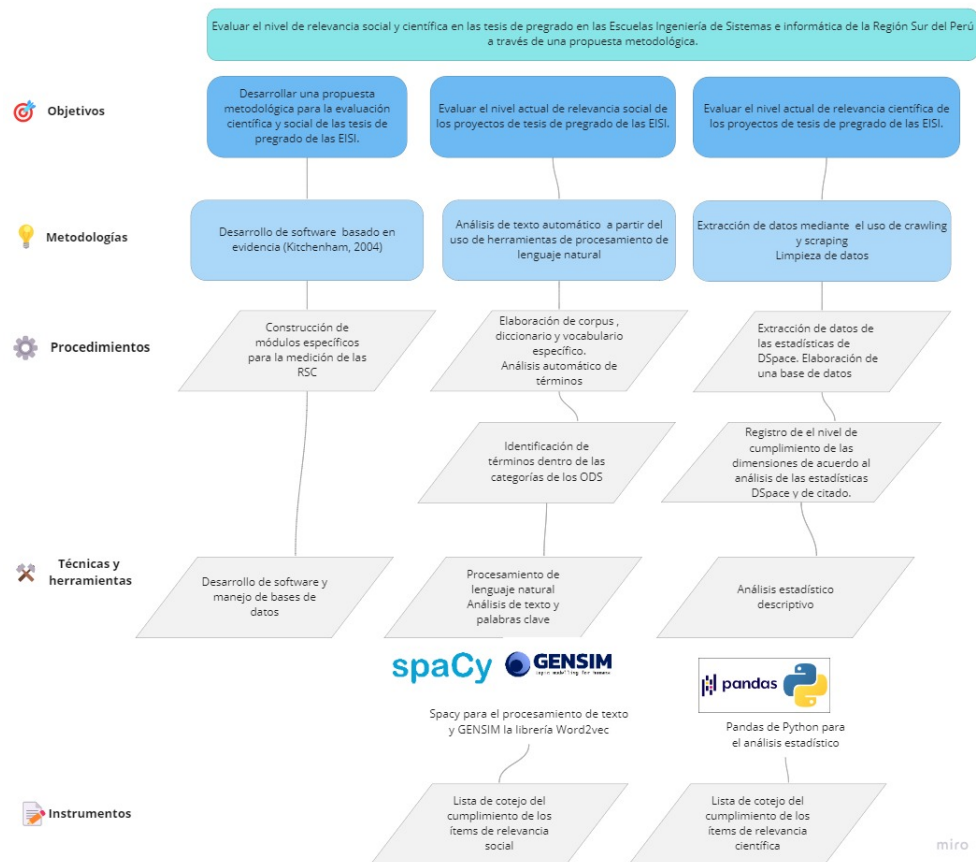 Evaluar el nivel de relevancia social y científica en las tesis de pregrado en las Escuelas Ingeniería de Sistemas e informática de la Región Sur del Perú
a través de una propuesta metodológica.
Objetivos
Desarrollar una propuesta
metodológica para la evaluación
científica y social de las tesis de
pregrado de las EISI.
Evaluar el nivel actual de relevancia social de
los proyectos de tesis de pregrado de las EISI.
Evaluar el nivel actual de relevancia científica de
los proyectos de tesis de pregrado de las EISI.
Metodologías
Desarrollo de software basado en
evidencia (Kitchenham, 2004)
Análisis de texto automático a partir del
uso de herramientas de procesamiento de
lenguaje natural
Extracción de datos mediante el uso de crawling
y scraping
Limpieza de datos
Procedimientos
Construcción de
módulos específicos
para la medición de las
RSC
Elaboración de corpus ,
diccionario y vocabulario
específico.
Análisis automático de
términos
Extracción de datos de
las estadísticas de
DSpace. Elaboración de
una base de datos
Identificación de
términos dentro de las
categorías de los ODS
Registro de el nivel de
cumplimiento de las
dimensiones de acuerdo al
análisis de las estadísticas
DSpace y de citado.
Técnicas y
herramientas
Desarrollo de software y
manejo de bases de
datos
Procesamiento de
lenguaje natural
Análisis de texto y
palabras clave
Análisis estadístico
descriptivo
spaCy
GENSIM
topic modelling for humans
pandas
Spacy para el procesamiento de texto
y GENSIM la librería Word2vec
Pandas de Python para
el análisis estadístico
Instrumentos
Lista de cotejo del
cumplimiento de los
ítems de relevancia
social
Lista de cotejo del
cumplimiento de los
ítems de relevancia
científica
miro